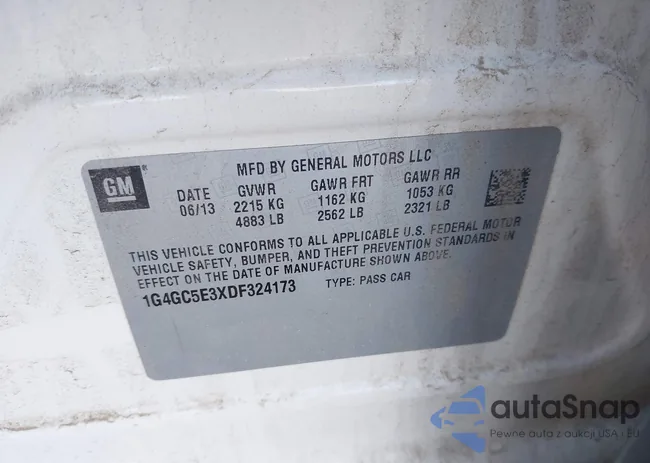 GM
MFD BY GENERAL MOTORS LLC
DATE GVWR GAWR FRT GAWR RR
06/13 2215 KG 1162 KG 1053 KG
4883 LB 2562 LB 2321 LB
THIS VEHICLE CONFORMS TO ALL APPLICABLE U.S. FEDERAL MOTOR
VEHICLE SAFETY, BUMPER, AND THEFT PREVENTION STANDARDS IN
EFFECT ON THE DATE OF MANUFACTURE SHOWN ABOVE.
1G4GC5E3XDF324173 TYPE: PASS CAR
autaSnap
Pewne auta z aukcji USA i EU